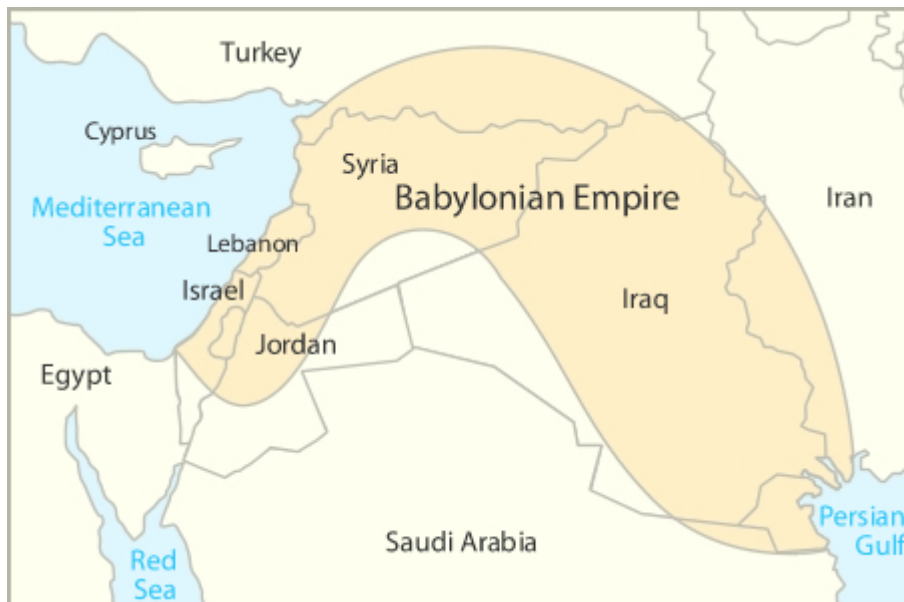 Turkey
Cyprus
Syria
Babylonian Empire
Iran
Mediterranean
Sea
Lebanon
Israel
Iraq
Jordan
Egypt
Saudi Arabia
Persian
Gulf
Red
Sea